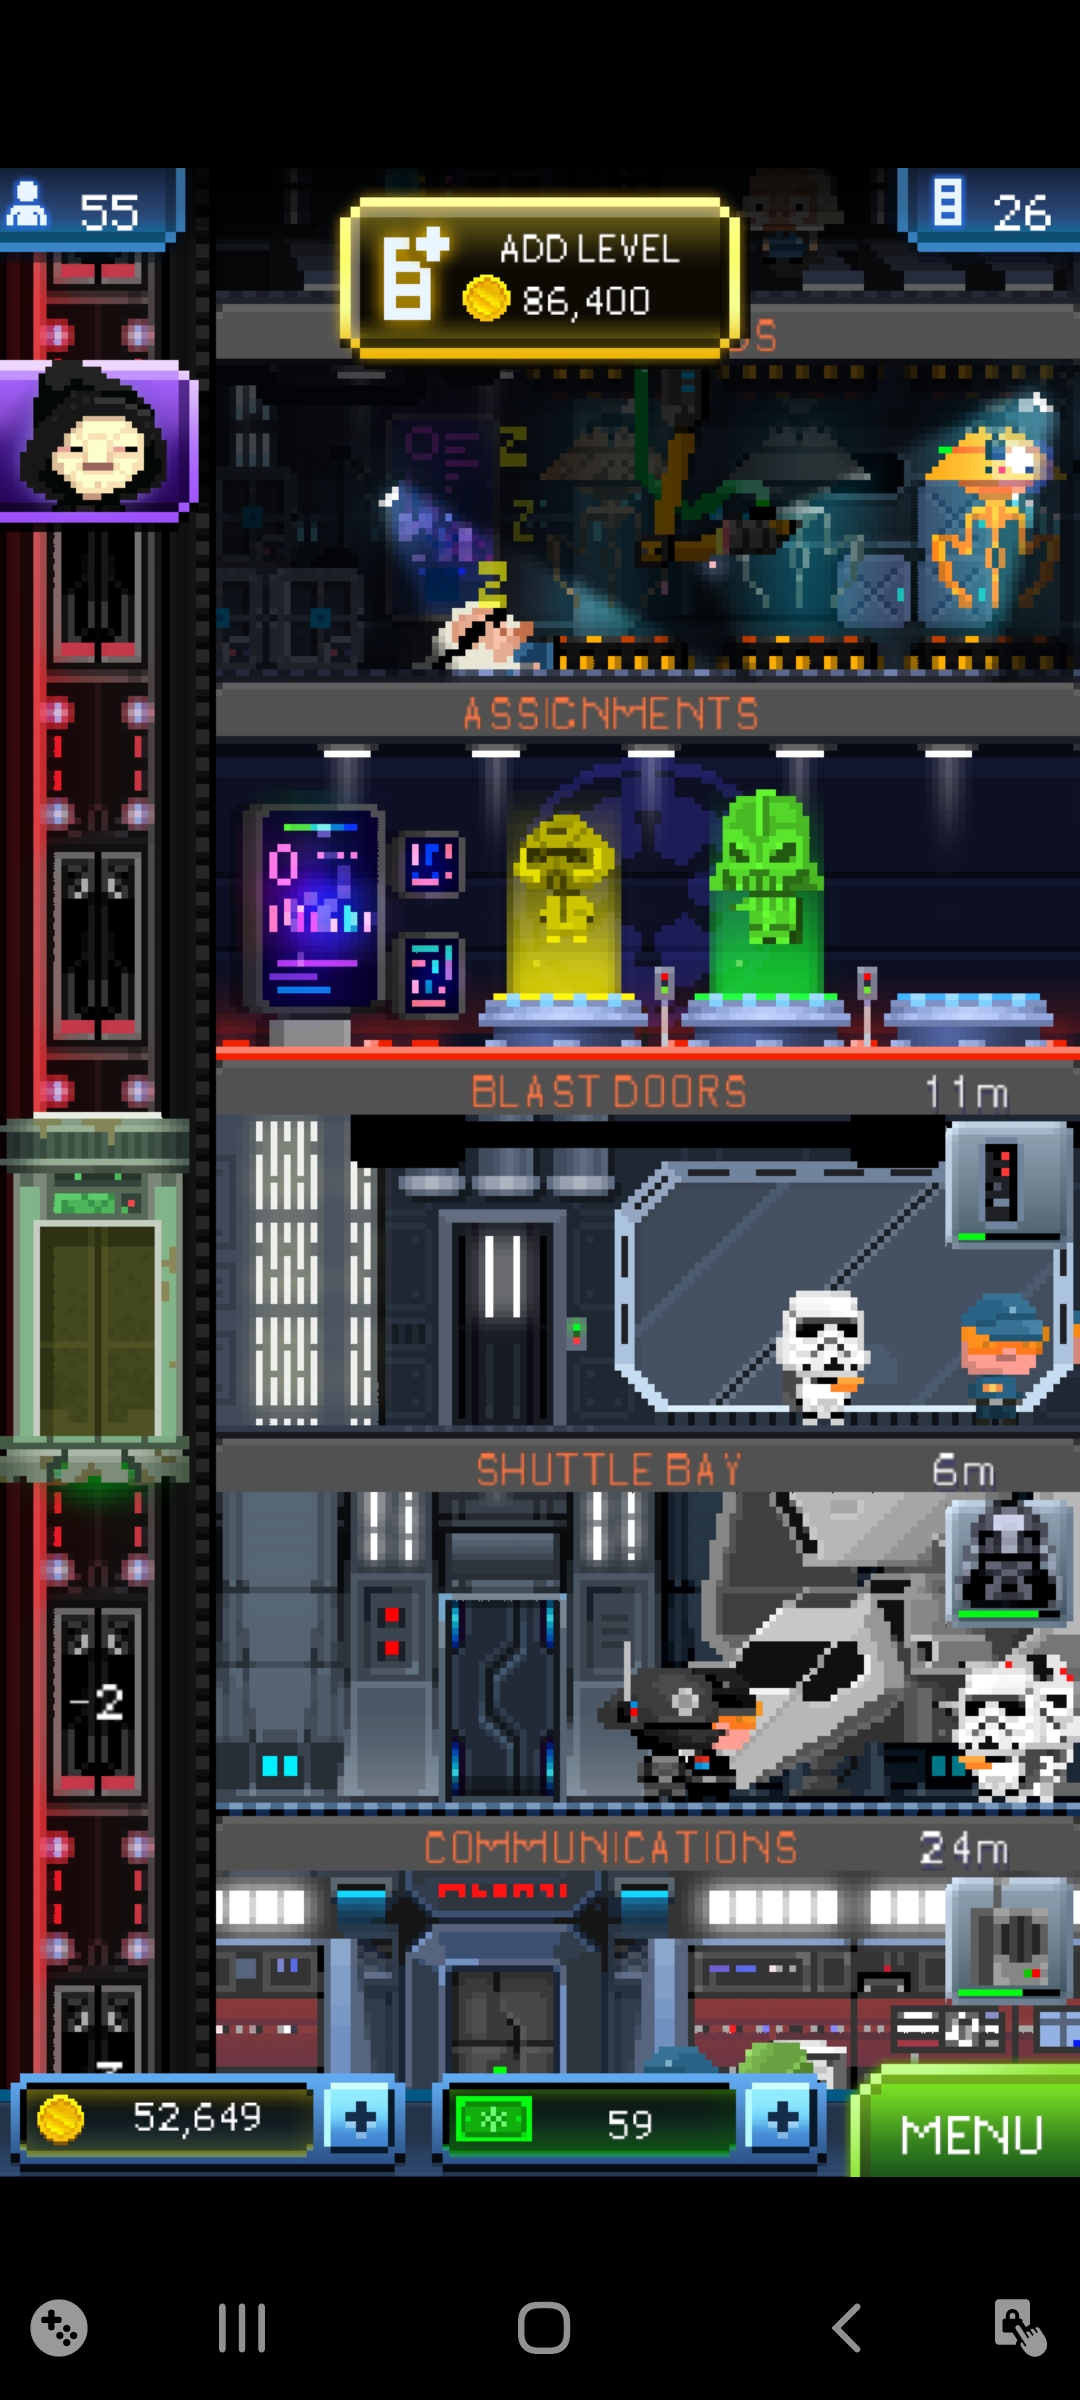 55
ADD LEVEL
86,400
26
ASSIGNMENTS
BLAST DOORS
11m
SHUTTLE BAY
6m
-2
COMMUNICATIONS
24m
52,649
59
MENU